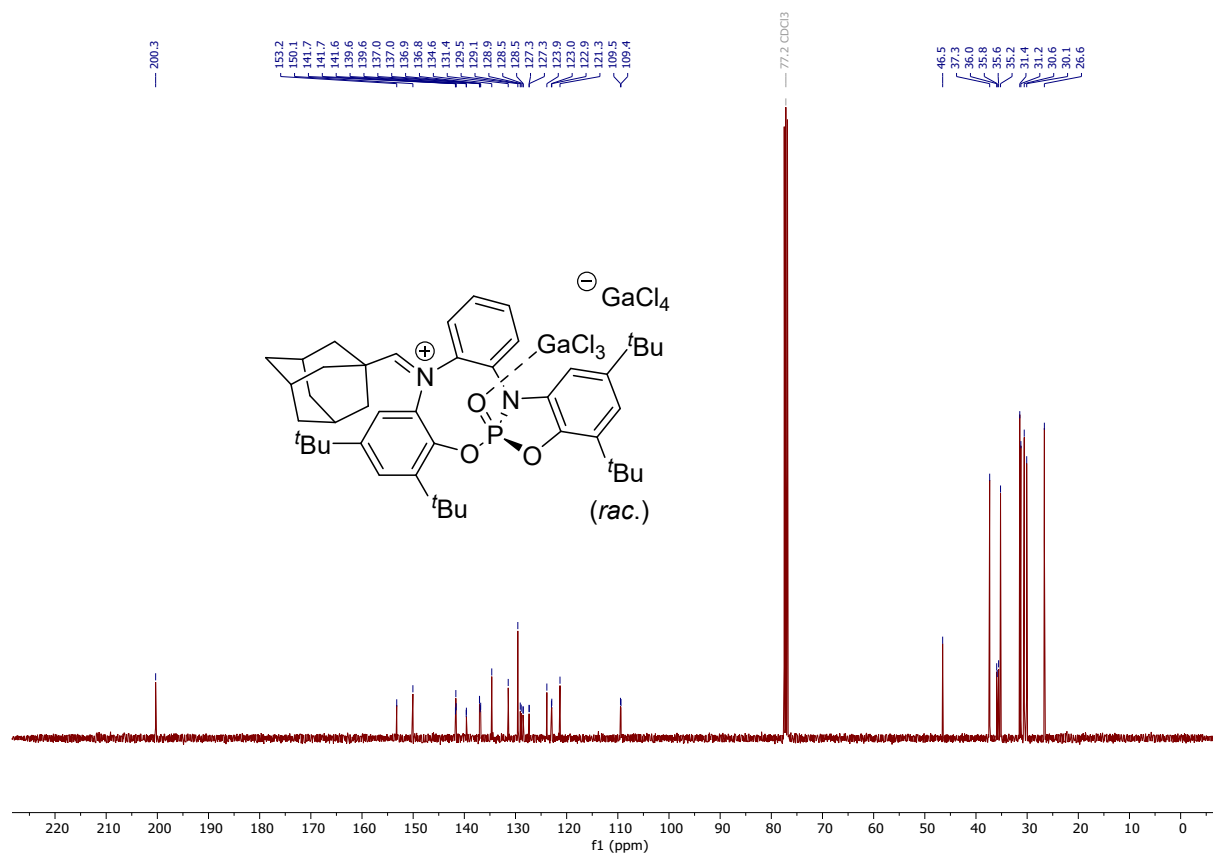 200.3
153.2
150.1
141.7
141.7
141.6
139.6
139.6
137.0
137.0
136.9
136.8
134.6
131.4
129.5
129.1
128.9
128.5
128.5
127.3
127.3
123.9
123.0
122.9
121.3
109.5
109.4
77.2 CDCl3
46.5
37.3
36.0
35.8
35.6
35.2
31.4
31.2
30.6
30.1
26.6
⊖ GaCl4
⊕
GaCl3
tBu
N
O
N
P
tBu
O
O
tBu
tBu
(rac.)
220 210 200 190 180 170 160 150 140 130 120 110 100 90 80 70 60 50 40 30 20 10 0
f1 (ppm)